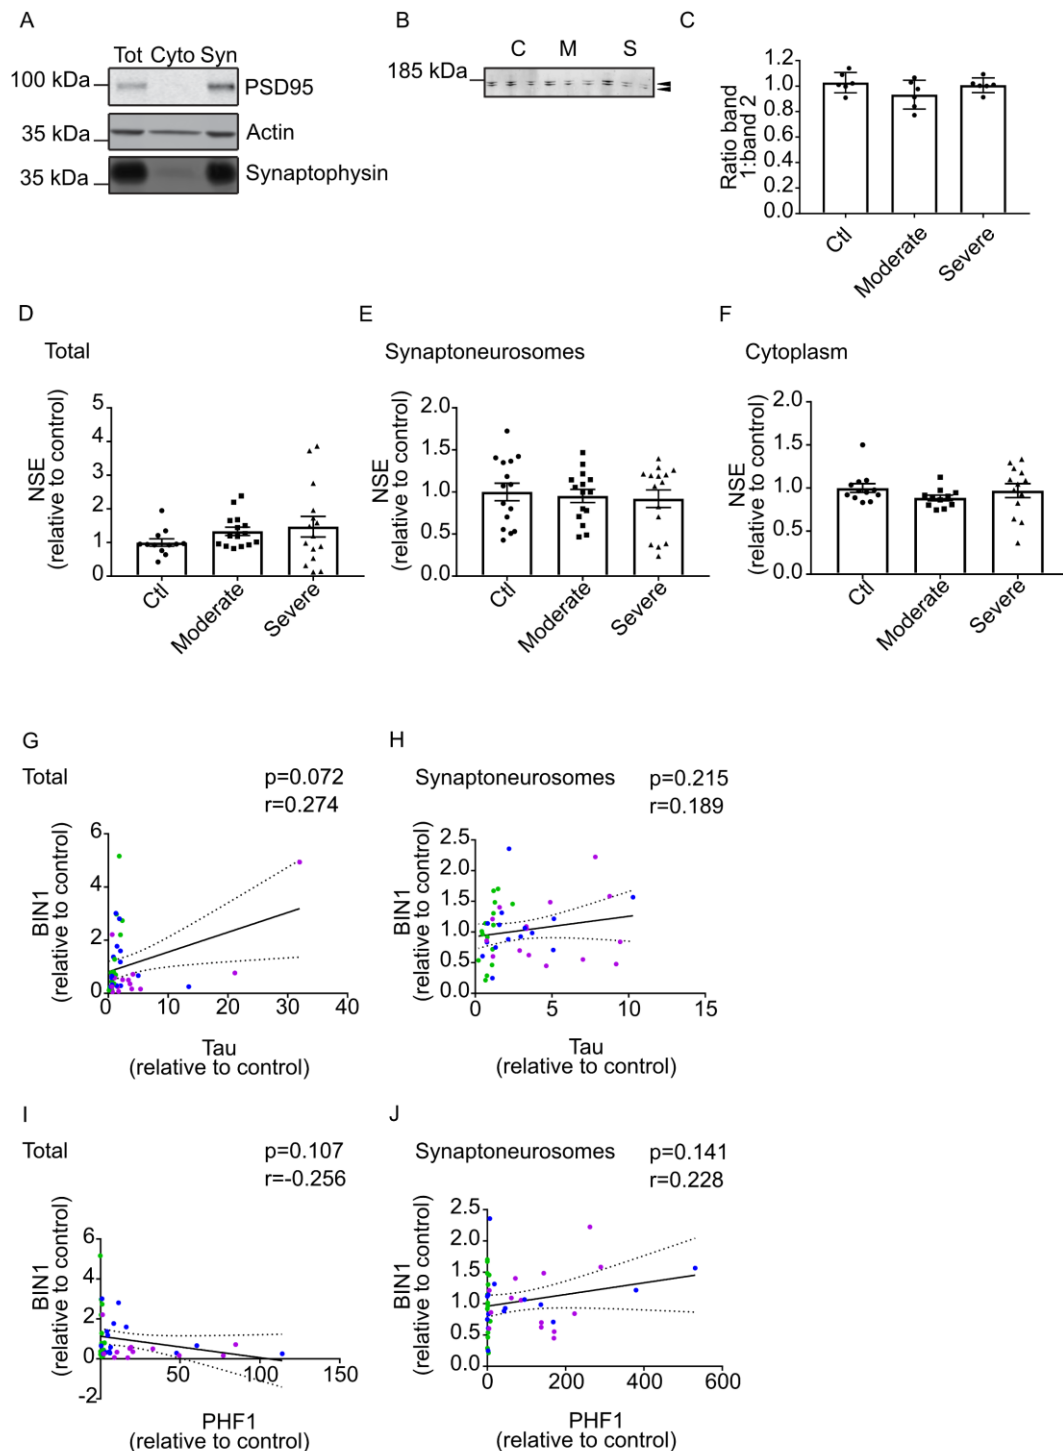 A
Tot Cyto Syn
100 kDa
PSD95
35 kDa
Actin
35 kDa
Synaptophysin
B
C M S
185 kDa
C
Ratio band
1:band 2
1.2
1.0
0.8
0.6
0.4
0.2
0.0
Ctl
Moderate
Severe
D
Total
NSE
(relative to control)
5
4
3
2
1
0
Ctl
Moderate
Severe
E
Synaptoneurosomes
NSE
(relative to control)
2.0
1.5
1.0
0.5
0.0
Ctl
Moderate
Severe
F
Cytoplasm
NSE
(relative to control)
2.0
1.5
1.0
0.5
0.0
Ctl
Moderate
Severe
G
Total
p=0.072
r=0.274
BIN1
(relative to control)
6
4
2
0
0 10 20 30 40
Tau
(relative to control)
H
Synaptoneurosomes
p=0.215
r=0.189
BIN1
(relative to control)
2.5
2.0
1.5
1.0
0.5
0.0
0 5 10 15
Tau
(relative to control)
I
Total
p=0.107
r=-0.256
BIN1
(relative to control)
6
4
2
0
-2
50 100 150
PHF1
(relative to control)
J
Synaptoneurosomes
p=0.141
r=0.228
BIN1
(relative to control)
2.5
2.0
1.5
1.0
0.5
0.0
0 200 400 600
PHF1
(relative to control)